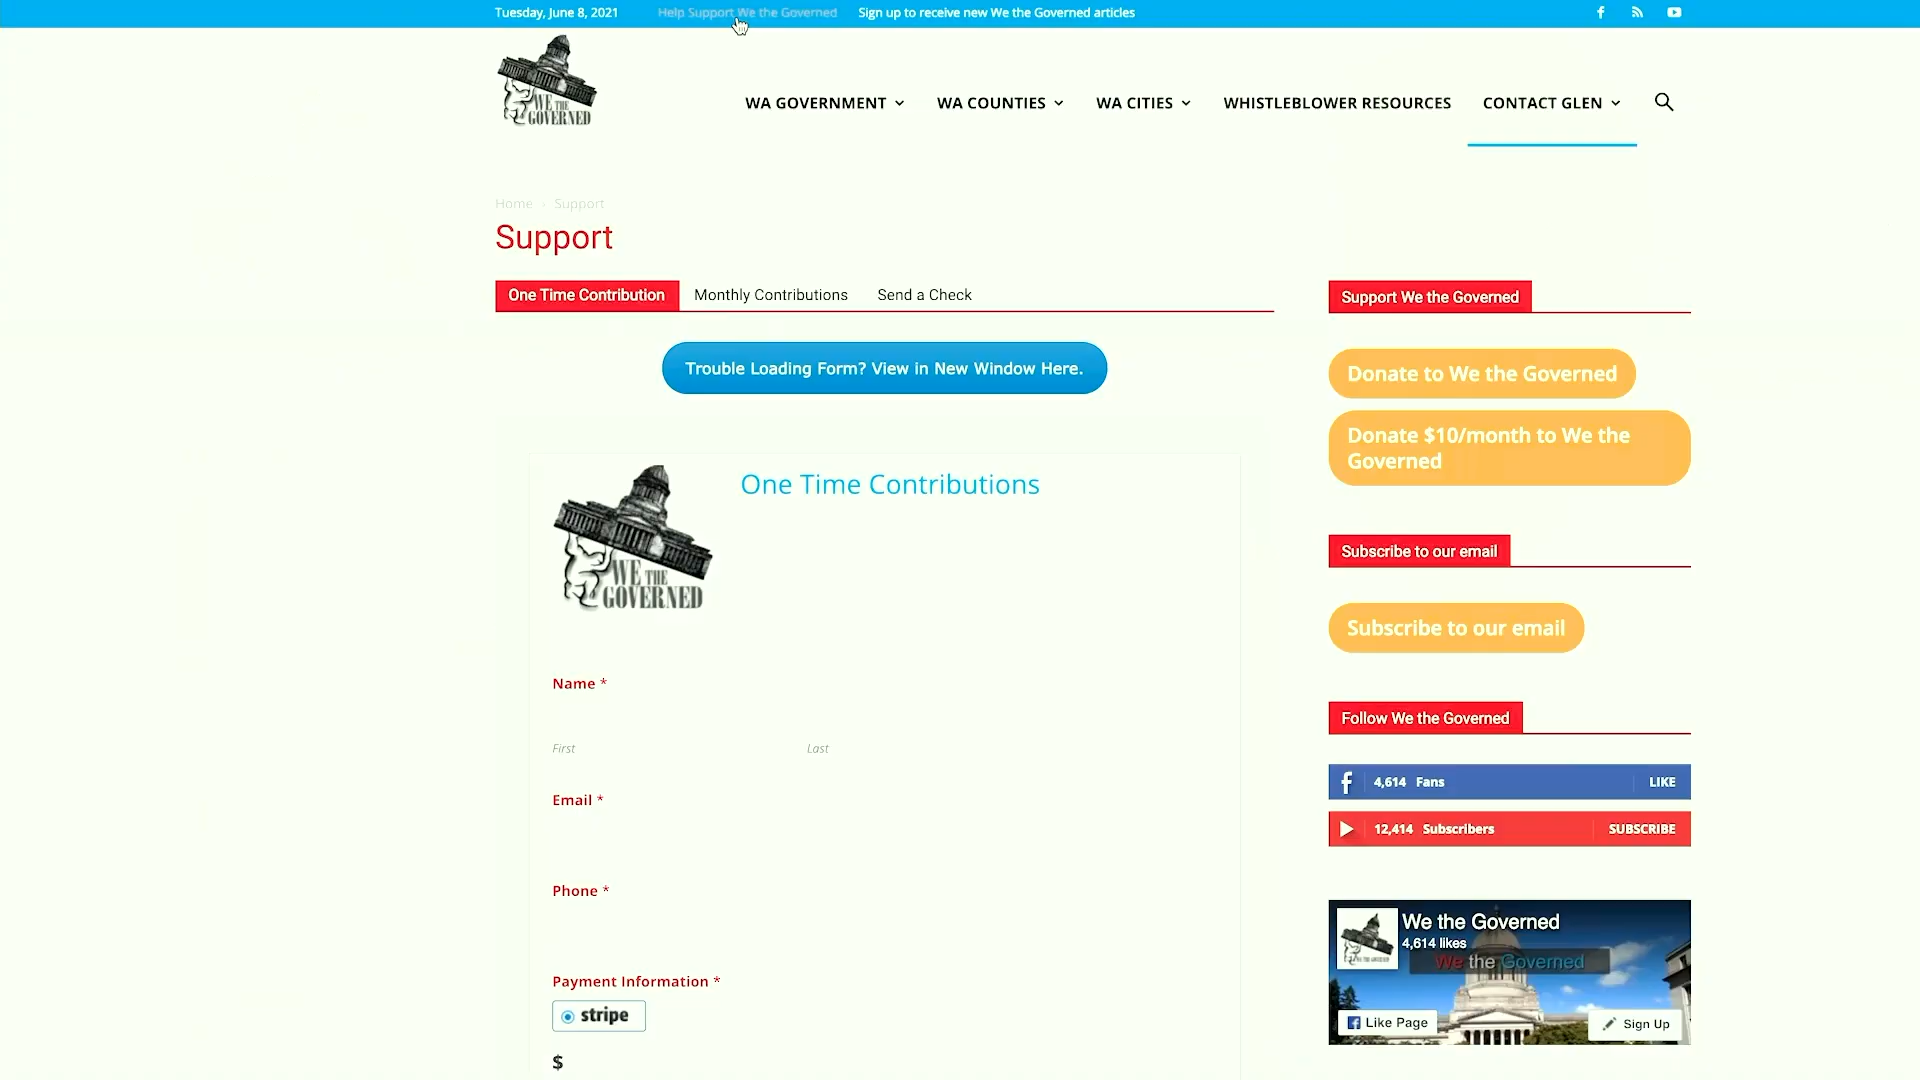 Tuesday, June 8, 2021 Help Support We the Governed Sign up to receive new We the Governed articles
WE THE
GOVERNED
WA GOVERNMENT WA COUNTIES WA CITIES WHISTLEBLOWER RESOURCES CONTACT GLEN
Home › Support
Support
One Time Contribution Monthly Contributions Send a Check
Trouble Loading Form? View in New Window Here.
WE THE
GOVERNED
One Time Contributions
Name *
First Last
Email *
Phone *
Payment Information *
stripe
$
Support We the Governed
Donate to We the Governed
Donate $10/month to We the
Governed
Subscribe to our email
Subscribe to our email
Follow We the Governed
4,614 Fans LIKE
12,414 Subscribers SUBSCRIBE
We the Governed
4,614 likes
We the Governed
Like Page Sign Up